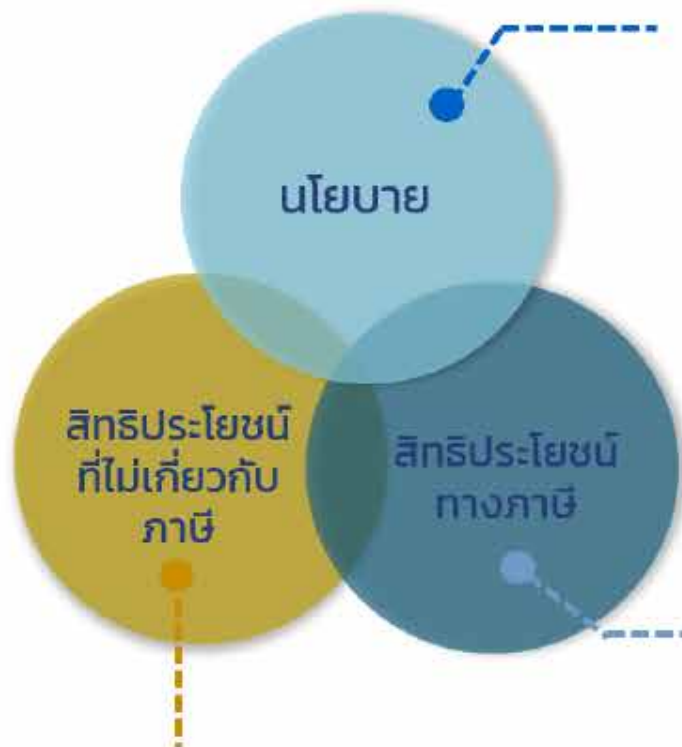 นโยบาย
สิทธิประโยชน์
ที่ไม่เกี่ยวกับ
ภาษี
สิทธิประโยชน์
ทางภาษี